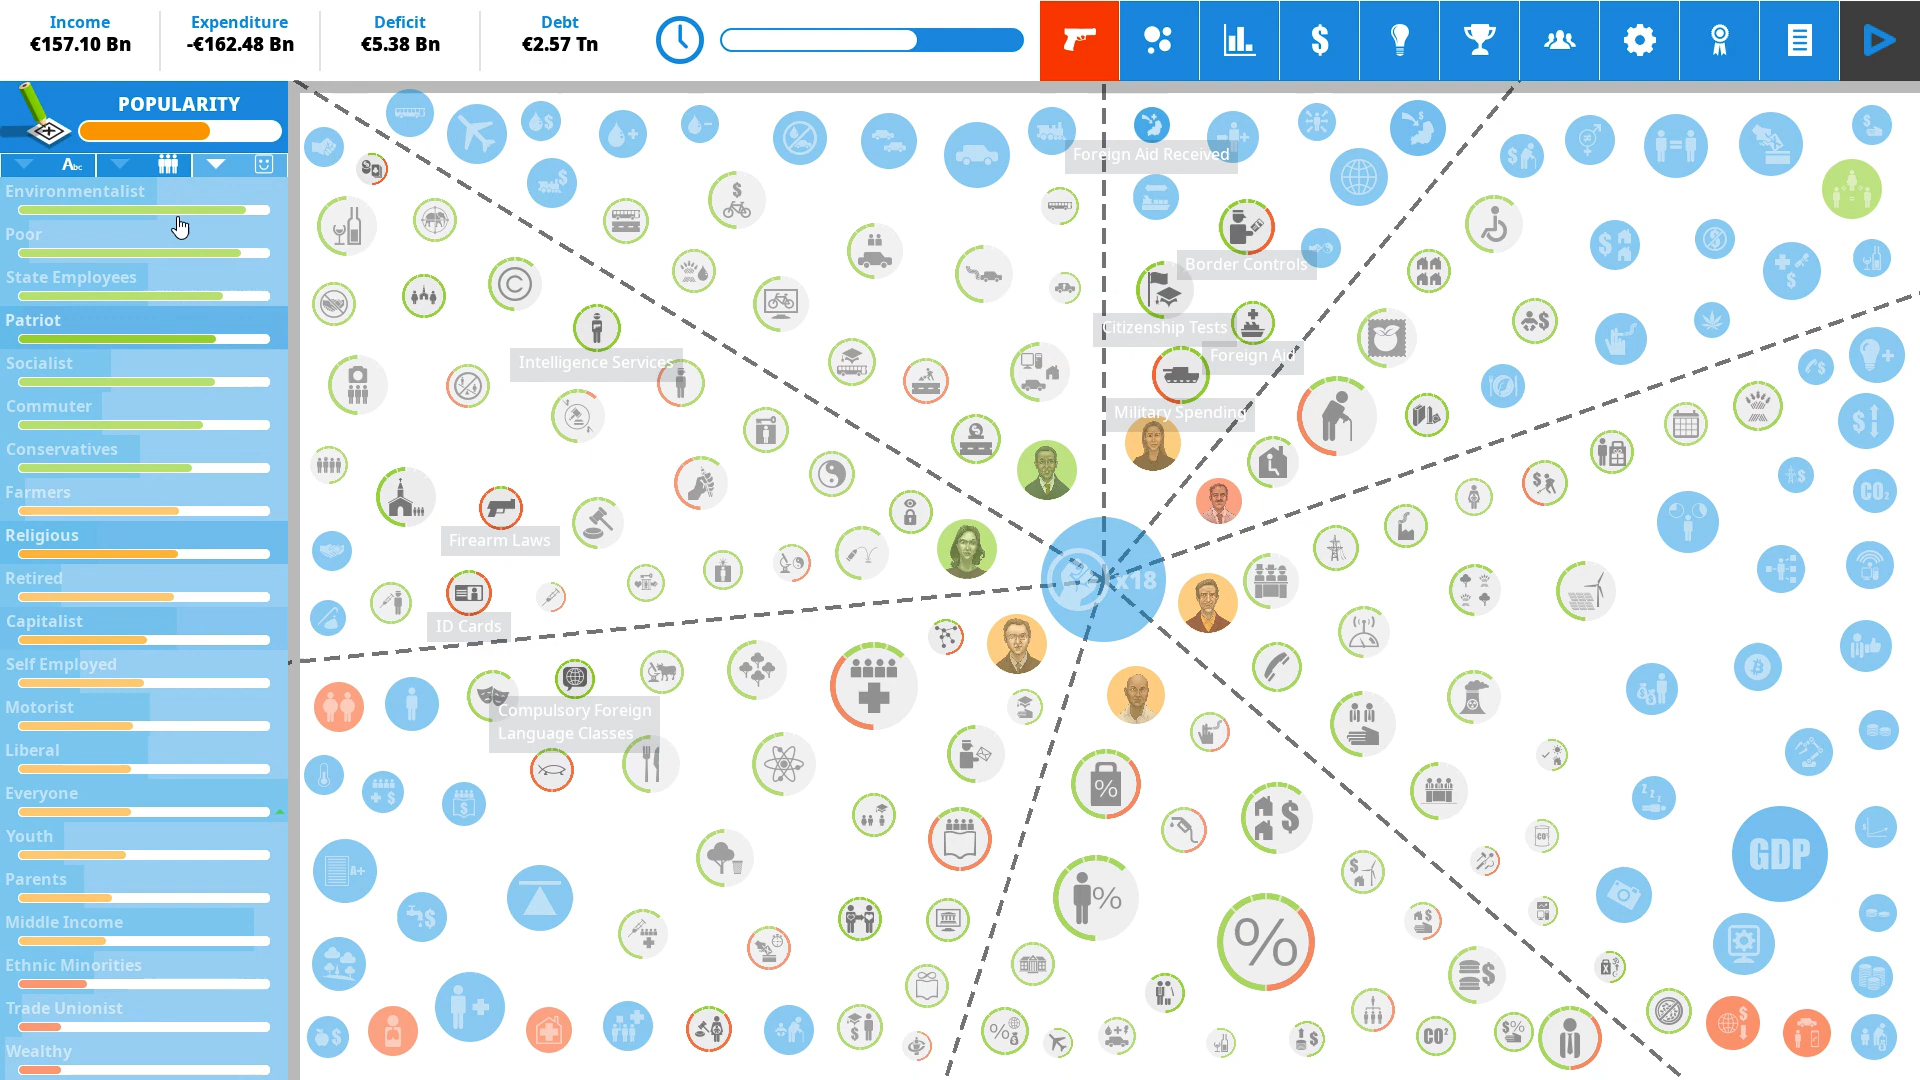 Income
€157.10 Bn
Expenditure
-€162.48 Bn
Deficit
€5.38 Bn
Debt
€2.57 Tn
POPULARITY
Abc
Environmentalist
Poor
State Employees
Patriot
Socialist
Commuter
Conservatives
Farmers
Religious
Retired
Capitalist
Self Employed
Motorist
Liberal
Everyone
Youth
Parents
Middle Income
Ethnic Minorities
Trade Unionist
Wealthy
Foreign Aid Received
Border Controls
Citizenship Tests
Foreign Aid
Military Spending
Intelligence Services
Firearm Laws
ID Cards
Compulsory Foreign
Language Classes
x18
GDP
CO2
CO²
A+